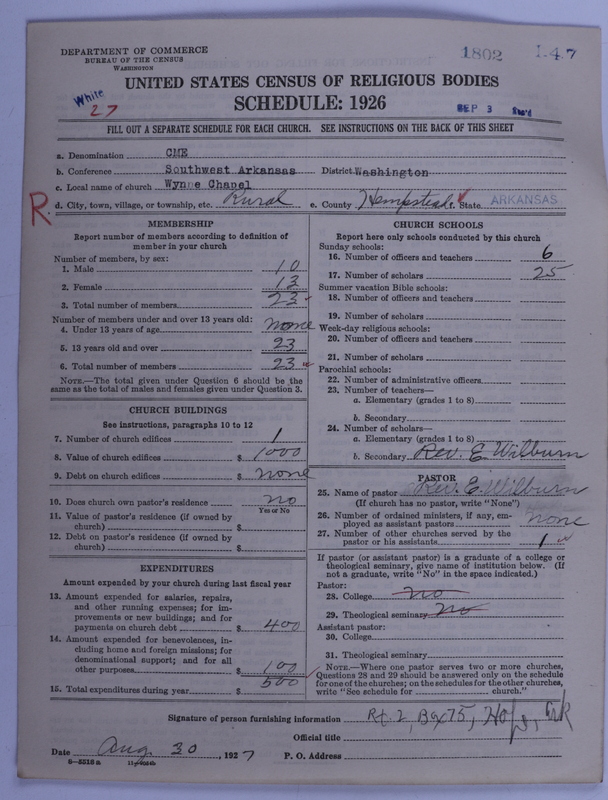 DEPARTMENT OF COMMERCE
BUREAU OF THE CENSUS
WASHINGTON
1802 1-4-7
UNITED STATES CENSUS OF RELIGIOUS BODIES
SCHEDULE: 1926
White
27
SEP 3 Rec'd
FILL OUT A SEPARATE SCHEDULE FOR EACH CHURCH. SEE INSTRUCTIONS ON THE BACK OF THIS SHEET
a. Denomination CME
b. Conference Southwest Arkansas District Washington
c. Local name of church Wynne Chapel
R. d. City, town, village, or township, etc. Rural e. County Hempstead f. State ARKANSAS
MEMBERSHIP
Report number of members according to definition of
member in your church
Number of members, by sex:
1. Male 10
2. Female 13
3. Total number of members 23
Number of members under and over 13 years old:
4. Under 13 years of age none
5. 13 years old and over 23
6. Total number of members 23
NOTE.—The total given under Question 6 should be the
same as the total of males and females given under Question 3.
CHURCH BUILDINGS
See instructions, paragraphs 10 to 12
7. Number of church edifices 1
8. Value of church edifices $ 1000
9. Debt on church edifices $ none
10. Does church own pastor's residence no
Yes or No
11. Value of pastor's residence (if owned by
church) $
12. Debt on pastor's residence (if owned by
church) $
EXPENDITURES
Amount expended by your church during last fiscal year
13. Amount expended for salaries, repairs,
and other running expenses; for im-
provements or new buildings; and for
payments on church debt $ 400
14. Amount expended for benevolences, in-
cluding home and foreign missions; for
denominational support; and for all
other purposes $ 100
15. Total expenditures during year $ 500
CHURCH SCHOOLS
Report here only schools conducted by this church
Sunday schools:
16. Number of officers and teachers 6
17. Number of scholars 25
Summer vacation Bible schools:
18. Number of officers and teachers
19. Number of scholars
Week-day religious schools:
20. Number of officers and teachers
21. Number of scholars
Parochial schools:
22. Number of administrative officers
23. Number of teachers—
a. Elementary (grades 1 to 8)
b. Secondary
24. Number of scholars—
a. Elementary (grades 1 to 8)
b. Secondary Rev. E. Wilburn
PASTOR
25. Name of pastor Rev. E. Wilburn
(If church has no pastor, write "None")
26. Number of ordained ministers, if any, em-
ployed as assistant pastors none
27. Number of other churches served by the
pastor or his assistants 1
If pastor (or assistant pastor) is a graduate of a college or
theological seminary, give name of institution below. (If
not a graduate, write "No" in the space indicated.)
Pastor:
28. College no
29. Theological seminary no
Assistant pastor:
30. College
31. Theological seminary
NOTE.—Where one pastor serves two or more churches,
Questions 28 and 29 should be answered only on the schedule
for one of the churches; on the schedules for the other churches,
write "See schedule for church."
Signature of person furnishing information Rt. 2, Box 75, Hope, Ark
Official title
Date Aug 30, 1927 P. O. Address